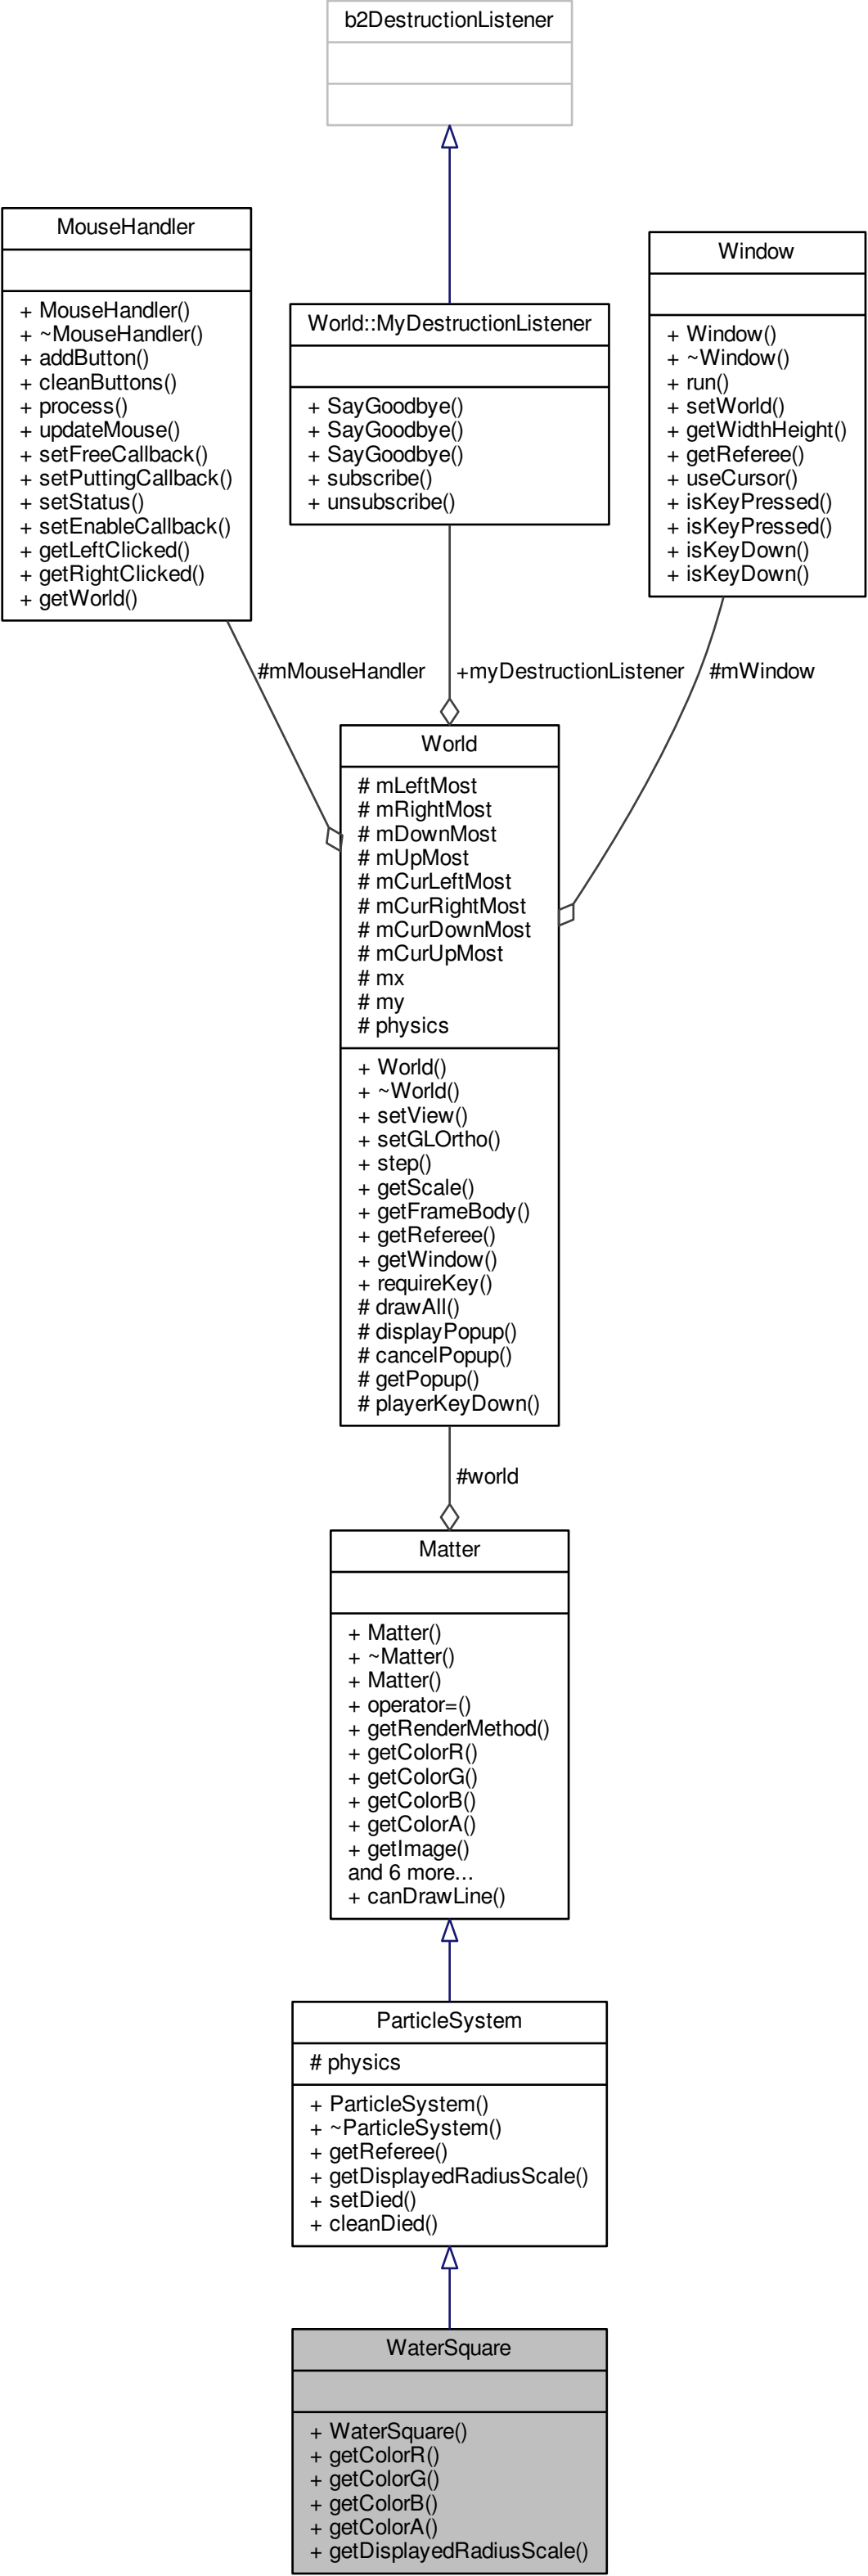 b2DestructionListener
MouseHandler
+ MouseHandler()
+ ~MouseHandler()
+ addButton()
+ cleanButtons()
+ process()
+ updateMouse()
+ setFreeCallback()
+ setPuttingCallback()
+ setStatus()
+ setEnableCallback()
+ getLeftClicked()
+ getRightClicked()
+ getWorld()
World::MyDestructionListener
+ SayGoodbye()
+ SayGoodbye()
+ SayGoodbye()
+ subscribe()
+ unsubscribe()
Window
+ Window()
+ ~Window()
+ run()
+ setWorld()
+ getWidthHeight()
+ getReferee()
+ useCursor()
+ isKeyPressed()
+ isKeyPressed()
+ isKeyDown()
+ isKeyDown()
#mMouseHandler
+myDestructionListener
#mWindow
World
# mLeftMost
# mRightMost
# mDownMost
# mUpMost
# mCurLeftMost
# mCurRightMost
# mCurDownMost
# mCurUpMost
# mx
# my
# physics
+ World()
+ ~World()
+ setView()
+ setGLOrtho()
+ step()
+ getScale()
+ getFrameBody()
+ getReferee()
+ getWindow()
+ requireKey()
# drawAll()
# displayPopup()
# cancelPopup()
# getPopup()
# playerKeyDown()
#world
Matter
+ Matter()
+ ~Matter()
+ Matter()
+ operator=()
+ getRenderMethod()
+ getColorR()
+ getColorG()
+ getColorB()
+ getColorA()
+ getImage()
and 6 more...
+ canDrawLine()
ParticleSystem
# physics
+ ParticleSystem()
+ ~ParticleSystem()
+ getReferee()
+ getDisplayedRadiusScale()
+ setDied()
+ cleanDied()
WaterSquare
+ WaterSquare()
+ getColorR()
+ getColorG()
+ getColorB()
+ getColorA()
+ getDisplayedRadiusScale()